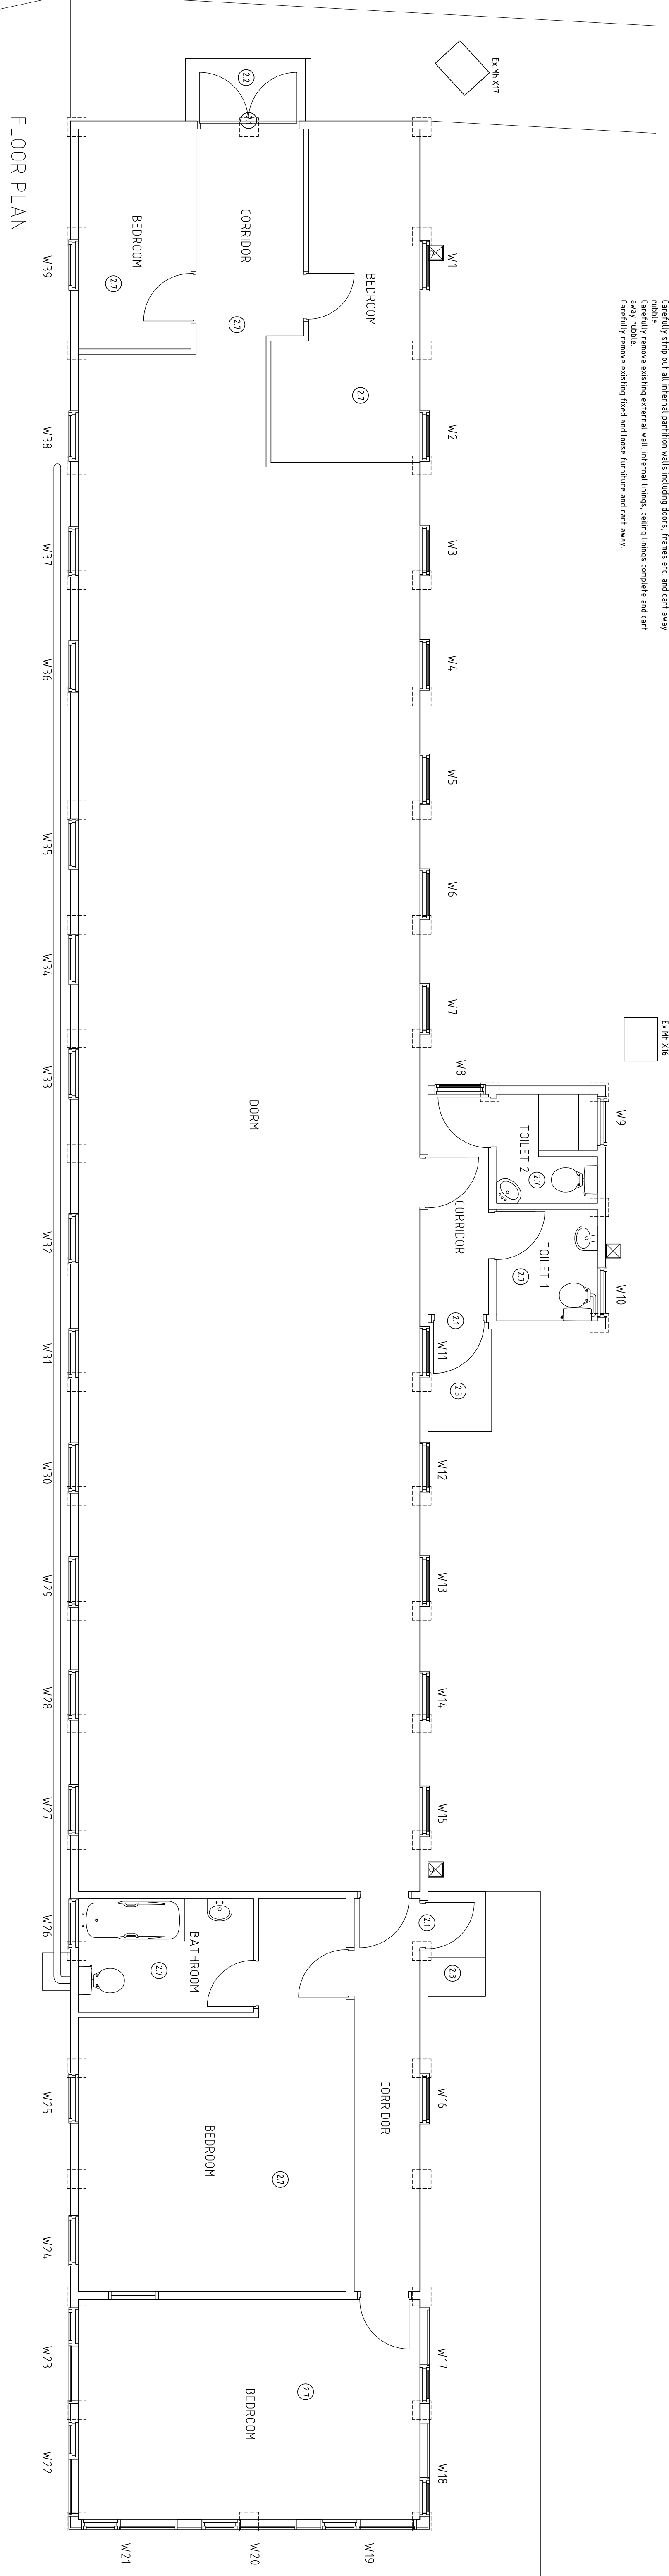 Carefully strip out all internal partition walls including doors, frames etc. and cart away
rubble.
Carefully remove existing external wall, internal linings, ceiling linings complete and cart
away rubble.
Carefully remove existing fixed and loose furniture and cart away.
Ex.Mh.X17
Ex.Mh.X16
W1
W2
W3
W4
W5
W6
W7
W8
W9
W10
W11
W12
W13
W14
W15
W16
W17
W18
W19
W20
W21
W22
W23
W24
W25
W26
W27
W28
W29
W30
W31
W32
W33
W34
W35
W36
W37
W38
W39
2.2
2.1
BEDROOM
2.7
CORRIDOR
2.7
BEDROOM
2.7
DORM
TOILET 2
2.7
TOILET 1
2.7
CORRIDOR
2.1
2.3
2.1
2.3
BATHROOM
2.7
CORRIDOR
BEDROOM
2.7
BEDROOM
2.7
FLOOR PLAN